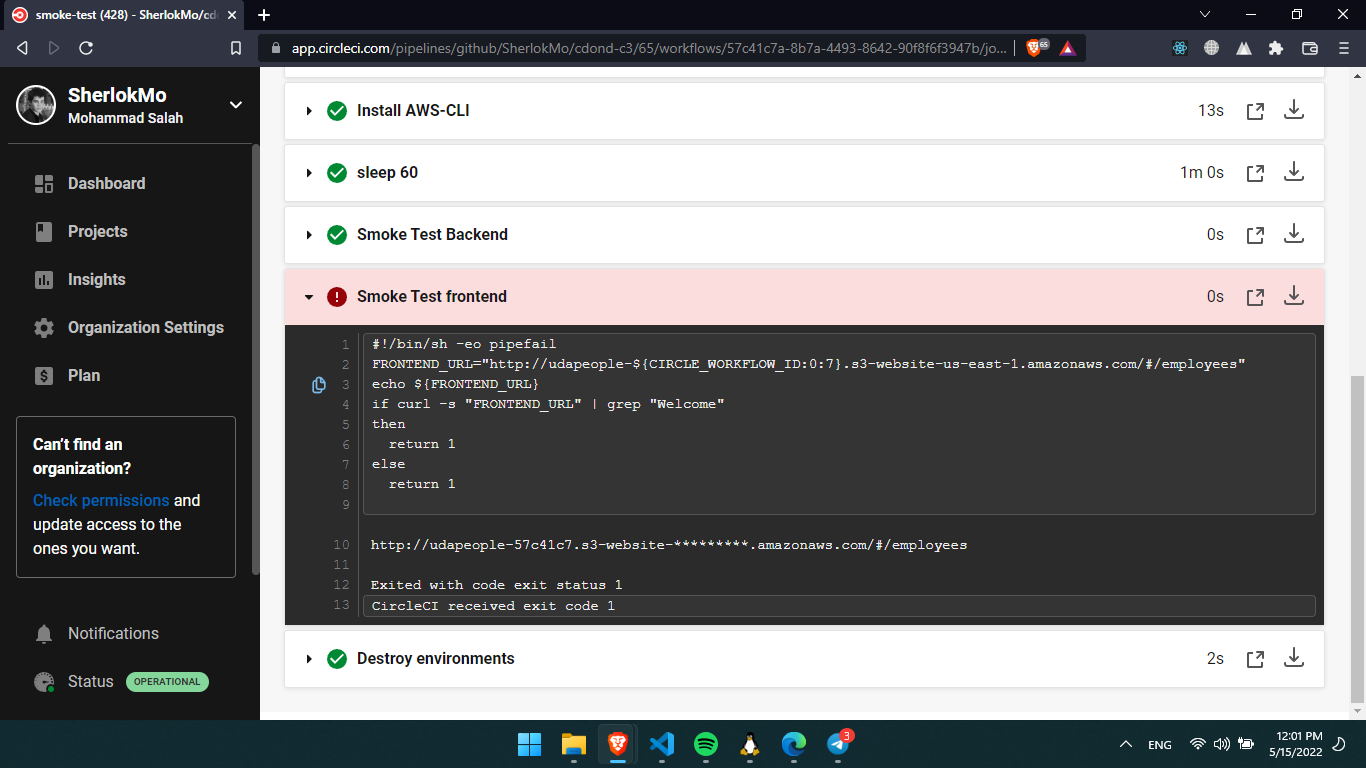 smoke-test (428) - SherlokMo/cd
app.circleci.com/pipelines/github/SherlokMo/cdond-c3/65/workflows/57c41c7a-8b7a-4493-8642-90f8f6f3947b/jo...
65
SherlokMo
Mohammad Salah
Dashboard
Projects
Insights
Organization Settings
Plan
Can't find an
organization?
Check permissions and
update access to the
ones you want.
Notifications
Status OPERATIONAL
Install AWS-CLI 13s
sleep 60 1m 0s
Smoke Test Backend 0s
Smoke Test frontend 0s
1 #!/bin/sh -eo pipefail
2 FRONTEND_URL="http://udapeople-${CIRCLE_WORKFLOW_ID:0:7}.s3-website-us-east-1.amazonaws.com/#/employees"
3 echo ${FRONTEND_URL}
4 if curl -s "FRONTEND_URL" | grep "Welcome"
5 then
6 return 1
7 else
8 return 1
9
10 http://udapeople-57c41c7.s3-website-*********.amazonaws.com/#/employees
11
12 Exited with code exit status 1
13 CircleCI received exit code 1
Destroy environments 2s
3
ENG
12:01 PM
5/15/2022